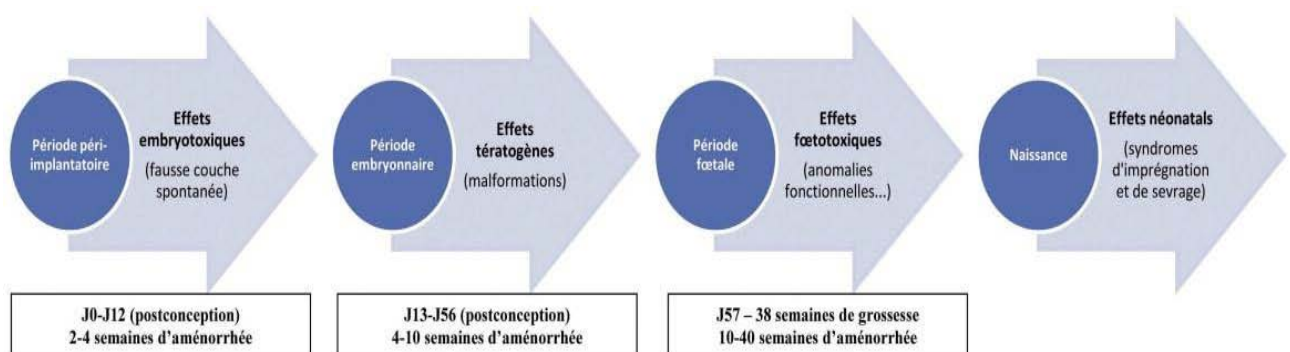 Période péri-
implantatoire
Effets
embryotoxiques
(fausse couche
spontanée)
J0-J12 (postconception)
2-4 semaines d’aménorrhée
Période
embryonnaire
Effets
tératogènes
(malformations)
J13-J56 (postconception)
4-10 semaines d’aménorrhée
Période
fœtale
Effets
fœtotoxiques
(anomalies
fonctionnelles...)
J57 – 38 semaines de grossesse
10-40 semaines d’aménorrhée
Naissance
Effets néonatals
(syndromes
d'imprégnation
et de sevrage)